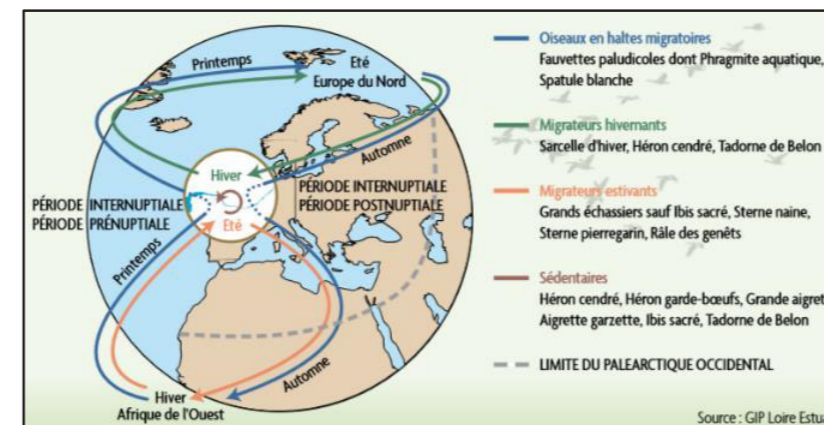 Printemps
Eté
Europe du Nord
Automne
Hiver
PÉRIODE INTERNUPTIALE
PÉRIODE PRÉNUPTIALE
PÉRIODE INTERNUPTIALE
PÉRIODE POSTNUPTIALE
Eté
Printemps
Automne
Hiver
Afrique de l'Ouest
Oiseaux en haltes migratoires
Fauvettes paludicoles dont Phragmite aquatique,
Spatule blanche
Migrateurs hivernants
Sarcelle d'hiver, Héron cendré, Tadorne de Belon
Migrateurs estivants
Grands échassiers sauf Ibis sacré, Sterne naine,
Sterne pierregarin, Râle des genêts
Sédentaires
Héron cendré, Héron garde-bœufs, Grande aigret
Aigrette garzette, Ibis sacré, Tadorne de Belon
LIMITE DU PALEARCTIQUE OCCIDENTAL
Source : GIP Loire Estua